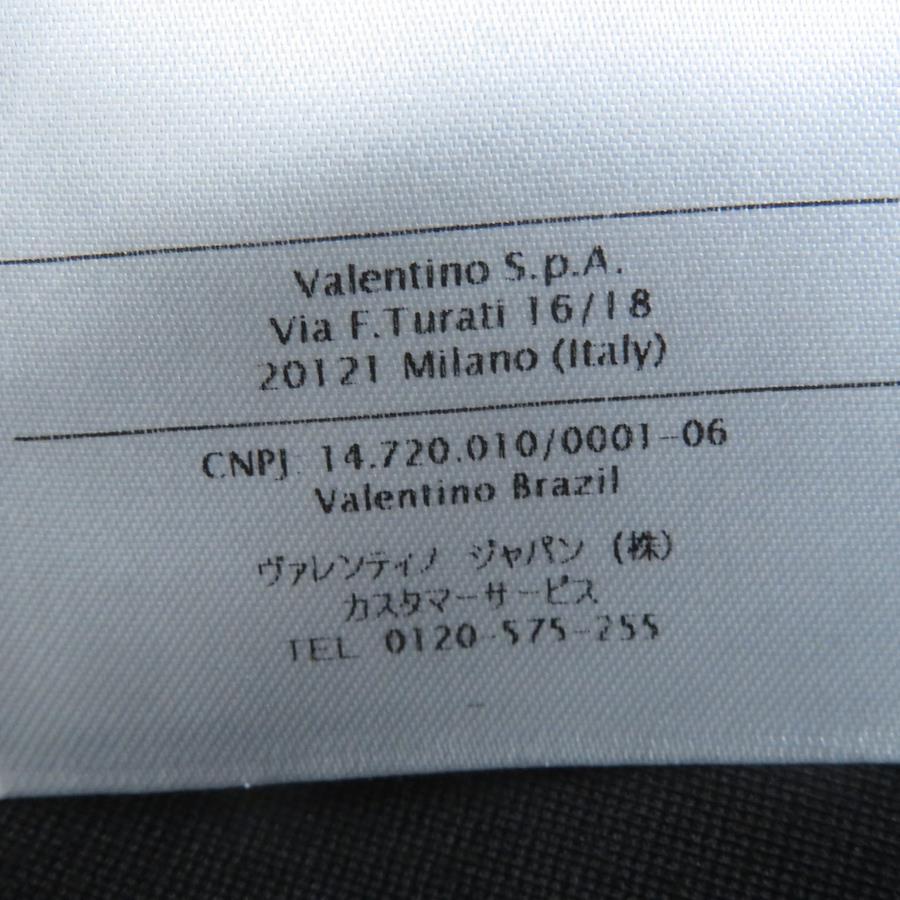 Valentino S.p.A.
Via F.Turati 16/18
20121 Milano (Italy)
CNPJ 14.720.010/0001-06
Valentino Brazil
ヴァレンティノ ジャパン (株)
カスタマーサービス
TEL 0120-575-255